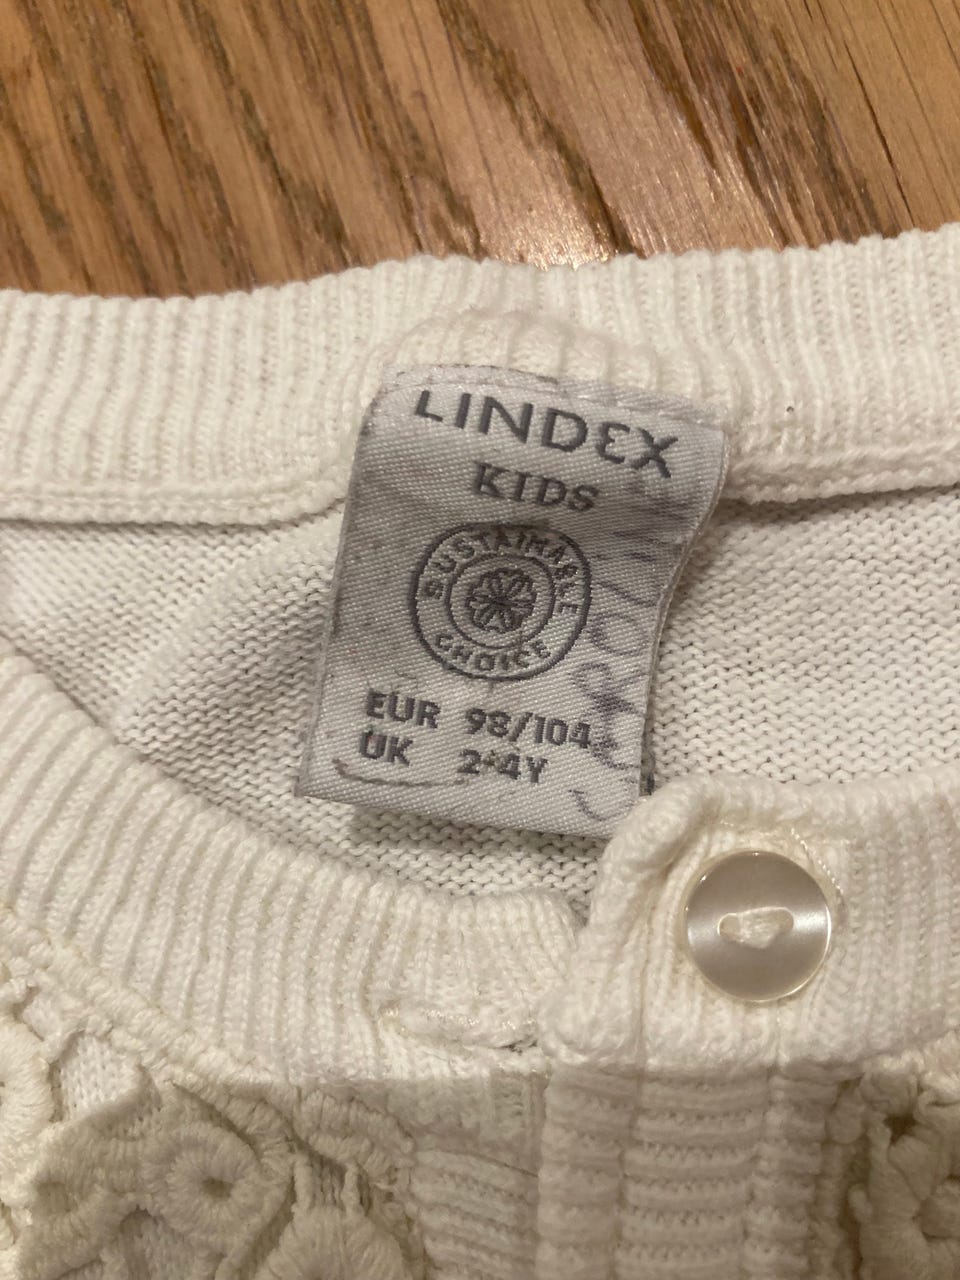 LINDEX
KIDS
SUSTAINABLE
CHOICE
EUR 98/104
UK 2-4Y